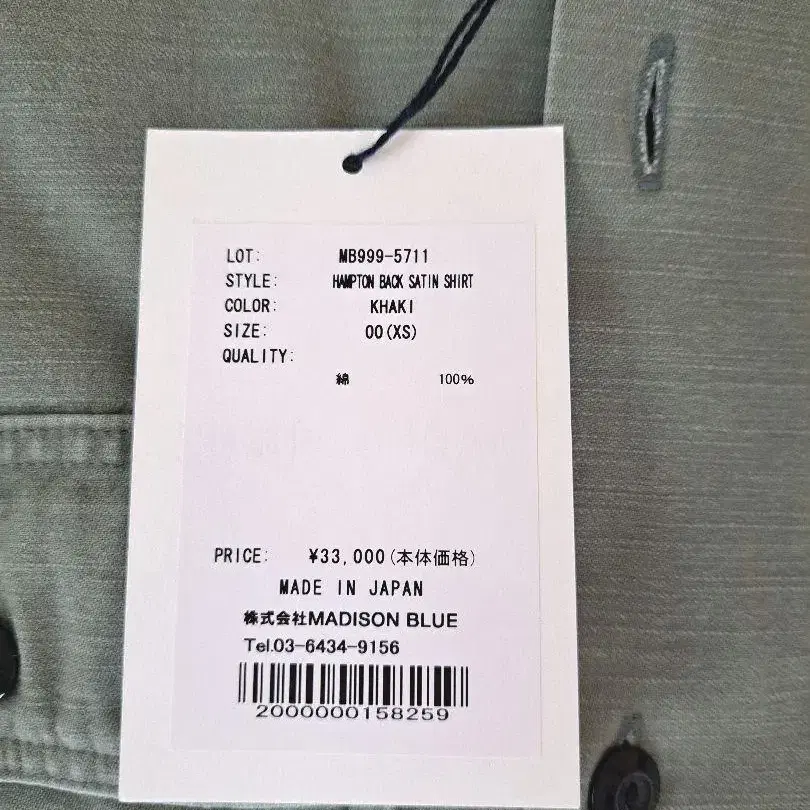 LOT: MB999-5711
STYLE: HAMPTON BACK SATIN SHIRT
COLOR: KHAKI
SIZE: 00(XS)
QUALITY:
綿 100%
PRICE: ¥33,000(本体価格)
MADE IN JAPAN
株式会社MADISON BLUE
Tel.03-6434-9156
2000000158259